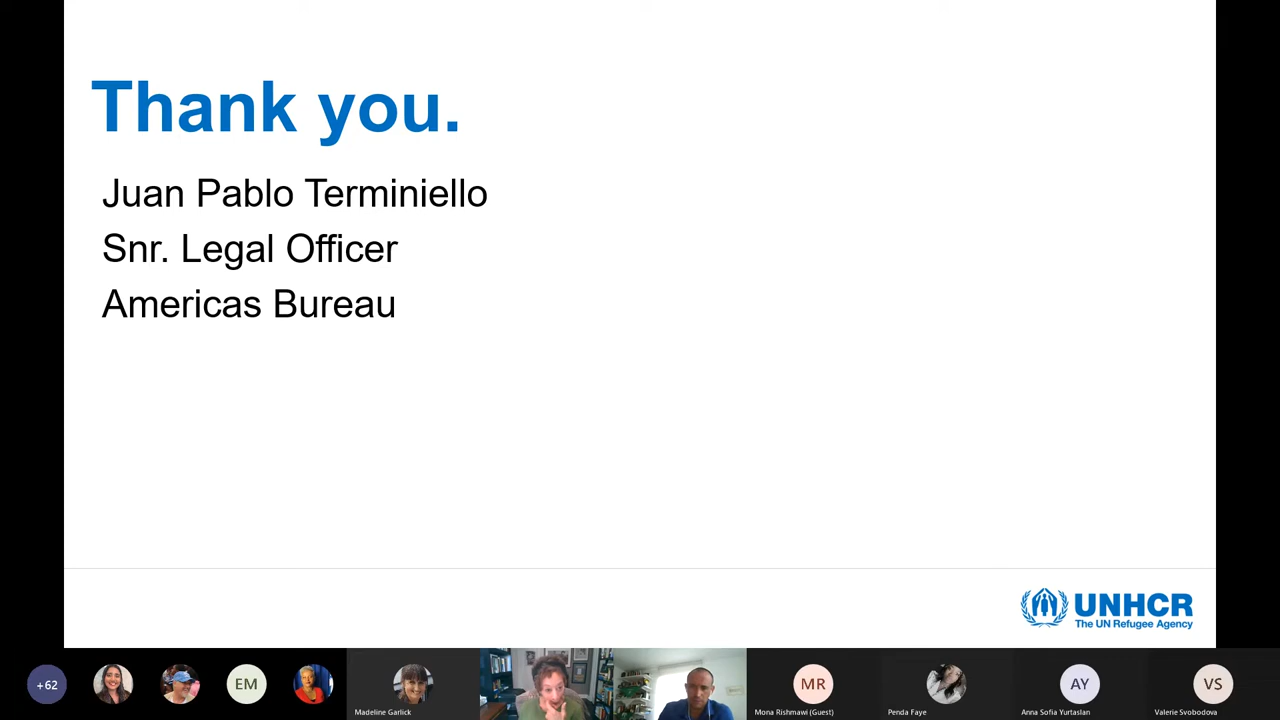 Thank you.
Juan Pablo Terminiello
Snr. Legal Officer
Americas Bureau
UNHCR
The UN Refugee Agency
+62
EM
Madeline Garlick
MR
Mona Rishmawi (Guest)
Penda Faye
AY
Anna Sofia Yurtaslan
VS
Valerie Svobodova